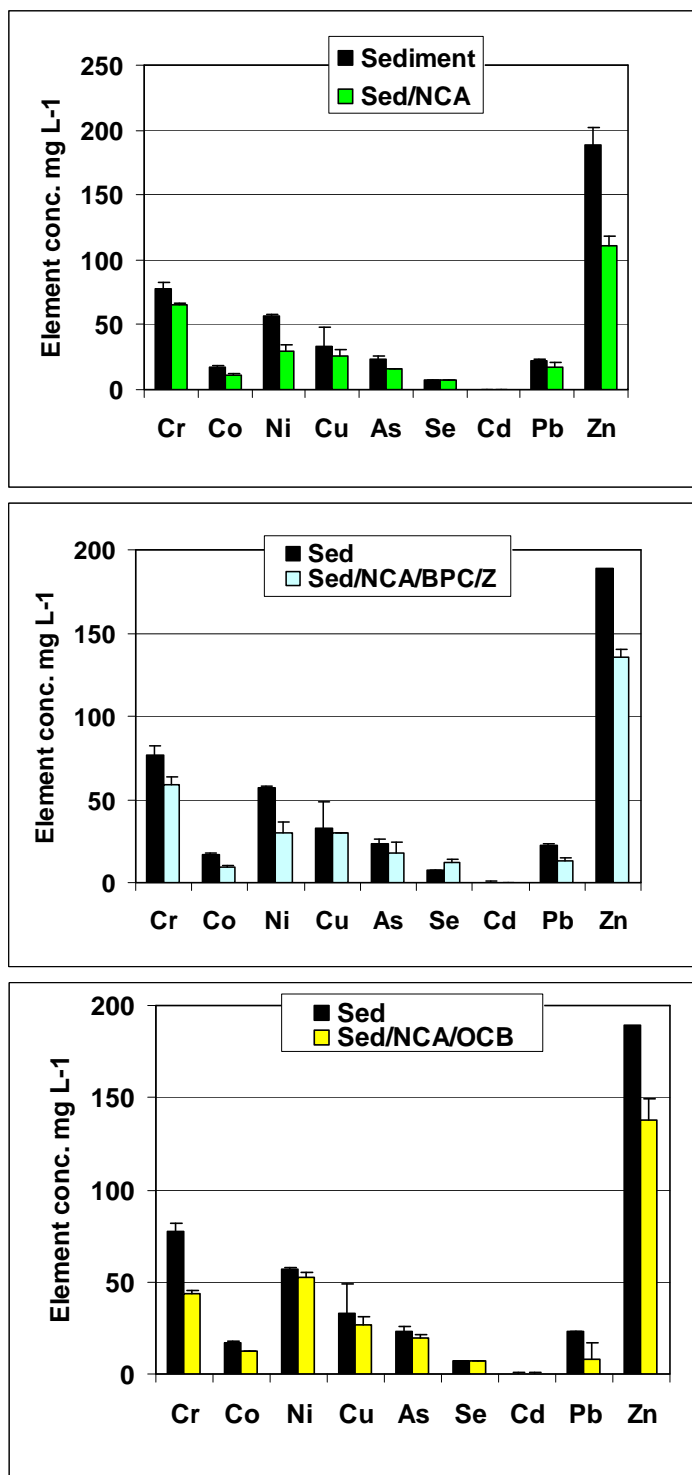 Sediment
Sed/NCA
Element conc. mg L-1
250
200
150
100
50
0
Cr Co Ni Cu As Se Cd Pb Zn
Sed
Sed/NCA/BPC/Z
Element conc. mg L-1
200
150
100
50
0
Cr Co Ni Cu As Se Cd Pb Zn
Sed
Sed/NCA/OCB
Element conc. mg L-1
200
150
100
50
0
Cr Co Ni Cu As Se Cd Pb Zn